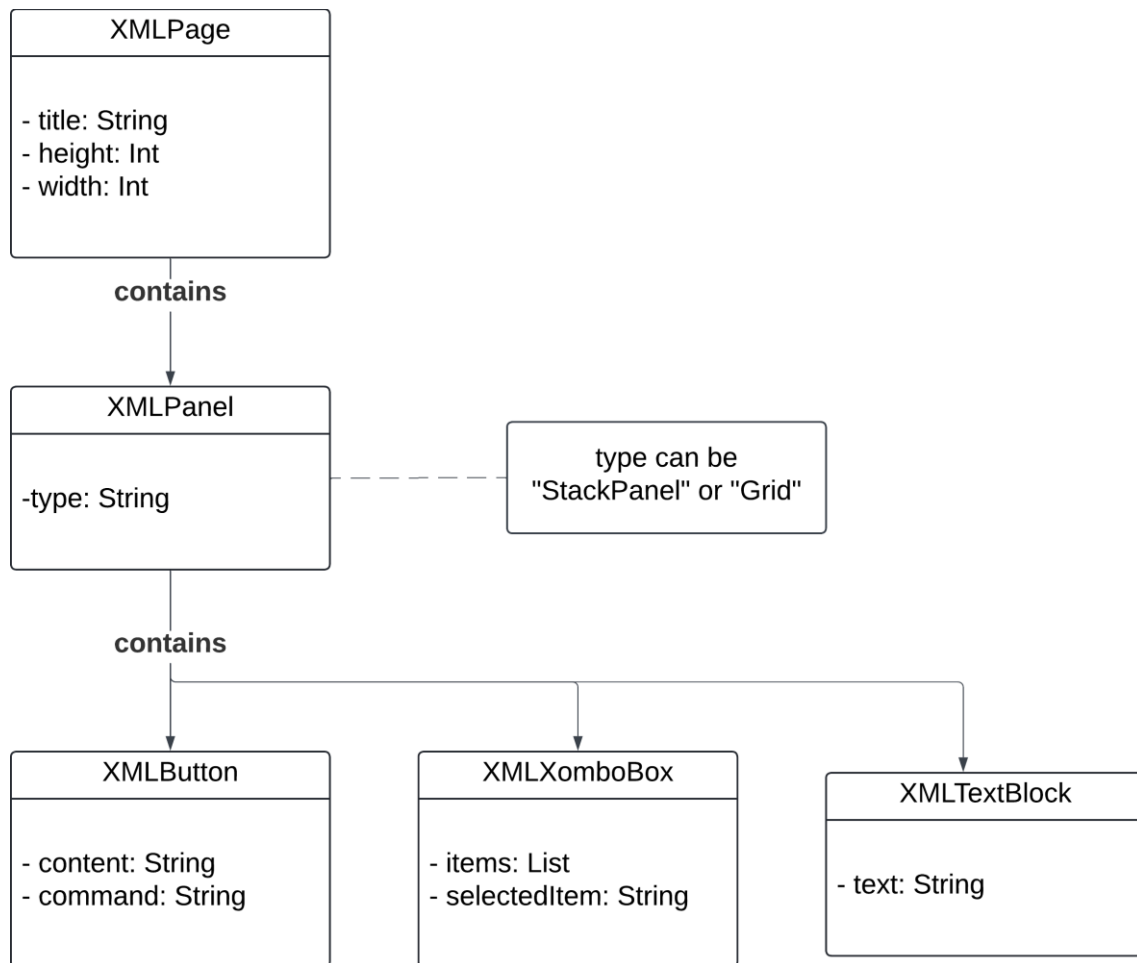 XMLPage
- title: String
- height: Int
- width: Int
contains
XMLPanel
-type: String
type can be
"StackPanel" or "Grid"
contains
XMLButton
- content: String
- command: String
XMLXomboBox
- items: List
- selectedItem: String
XMLTextBlock
- text: String